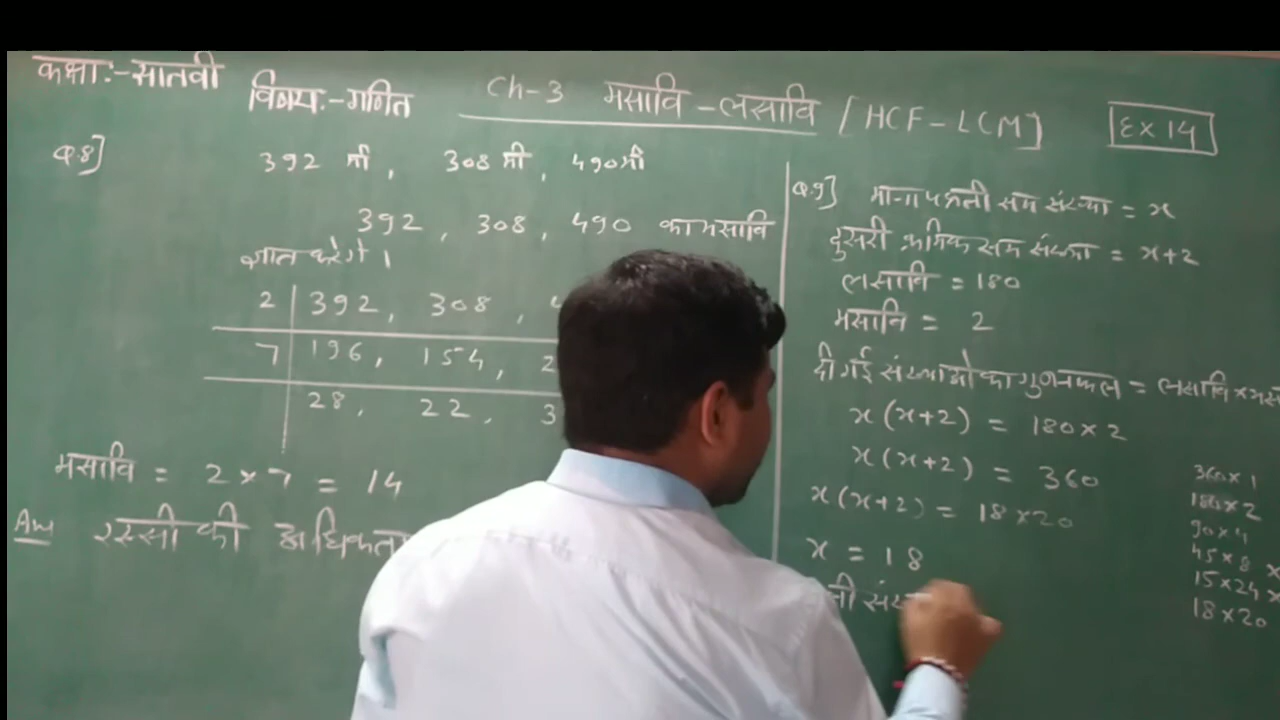 कक्षा:-सातवी
विषय:-गणित
Ch-3 मसावि-लसावि [HCF-LCM]
Ex 14
Q.8]
392 मी, 308 मी, 490 मी
392, 308, 490 का मसावि
ज्ञात करेगे।
2 392, 308,
7 196, 154, 2
28, 22, 3
मसावि = 2 × 7 = 14
Ans रस्सी की अधिकतम
Q.9] माना पहली सम संख्या = x
दुसरी क्रमिक सम संख्या = x+2
लसावि = 180
मसावि = 2
दी गई संख्याओ का गुणनफल = लसावि × मसा
x(x+2) = 180×2
x(x+2) = 360
x(x+2) = 18×20
x = 18
ली संख्या
360×1
180×2
90×4
45×8 ×
15×24 ×
18×20